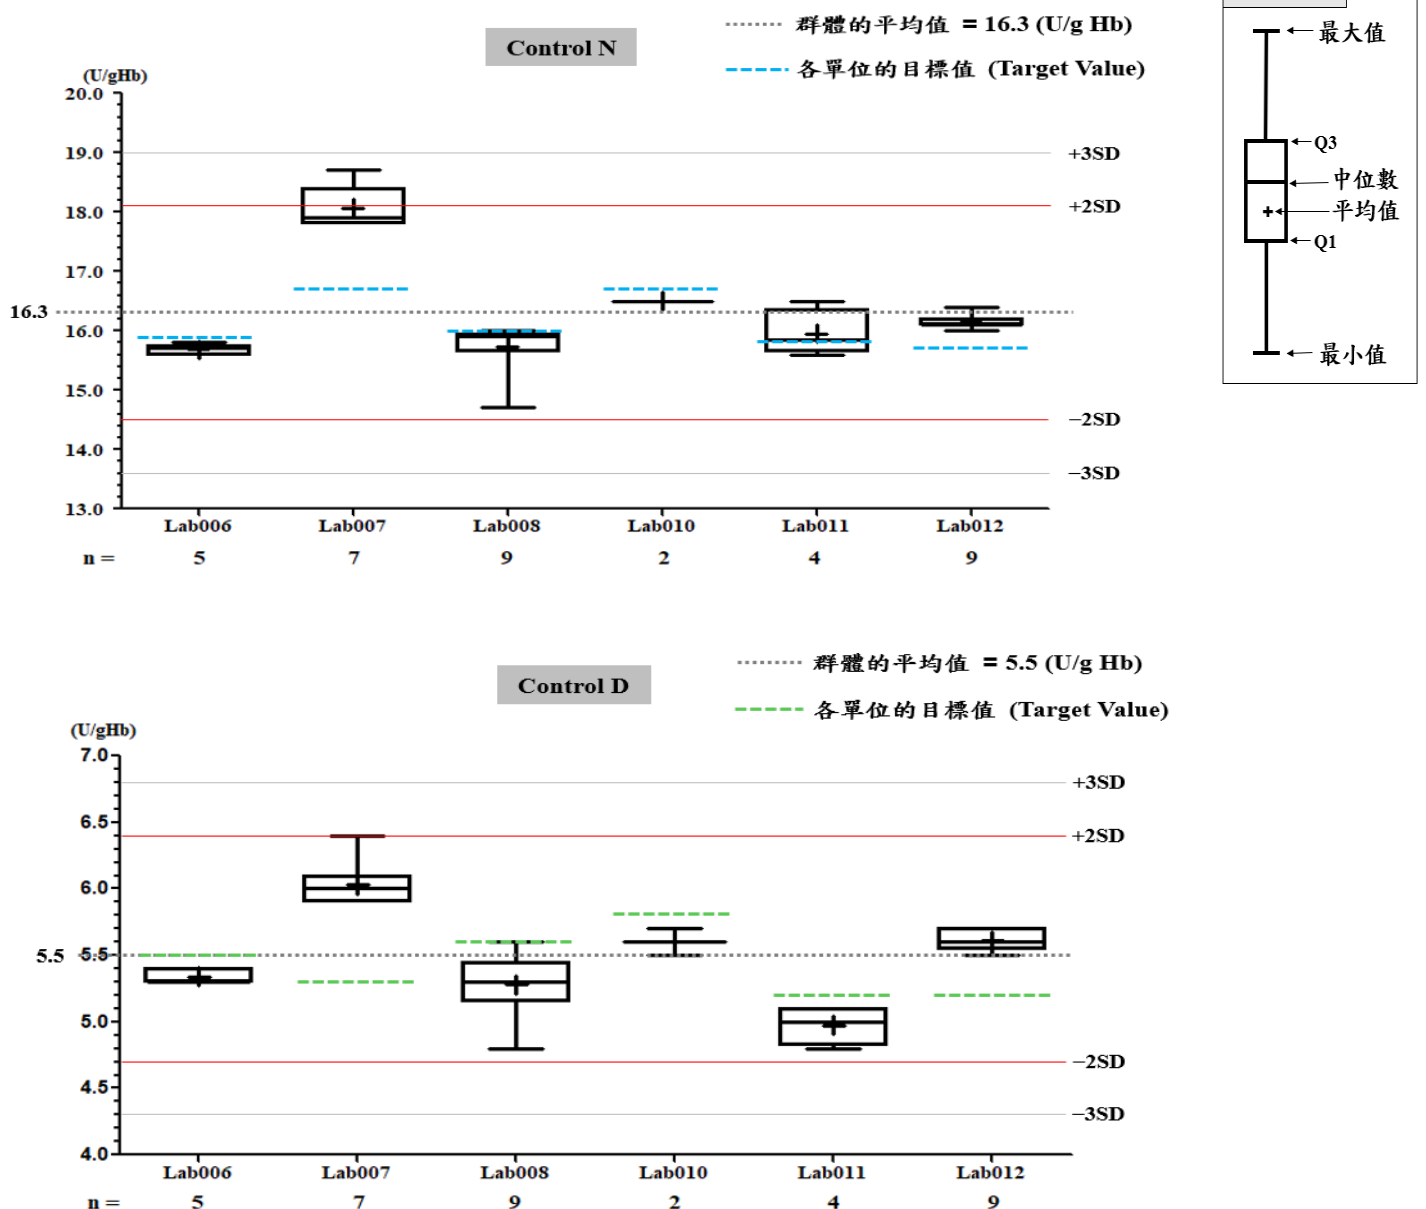 Control N
群體的平均值 = 16.3 (U/g Hb)
各單位的目標值 (Target Value)
(U/gHb)
20.0
19.0
18.0
17.0
16.3
16.0
15.0
14.0
13.0
+3SD
+2SD
−2SD
−3SD
Lab006 Lab007 Lab008 Lab010 Lab011 Lab012
n = 5 7 9 2 4 9
最大值
Q3
中位數
平均值
Q1
最小值
Control D
群體的平均值 = 5.5 (U/g Hb)
各單位的目標值 (Target Value)
(U/gHb)
7.0
6.5
6.0
5.5 5.5
5.0
4.5
4.0
+3SD
+2SD
−2SD
−3SD
Lab006 Lab007 Lab008 Lab010 Lab011 Lab012
n = 5 7 9 2 4 9